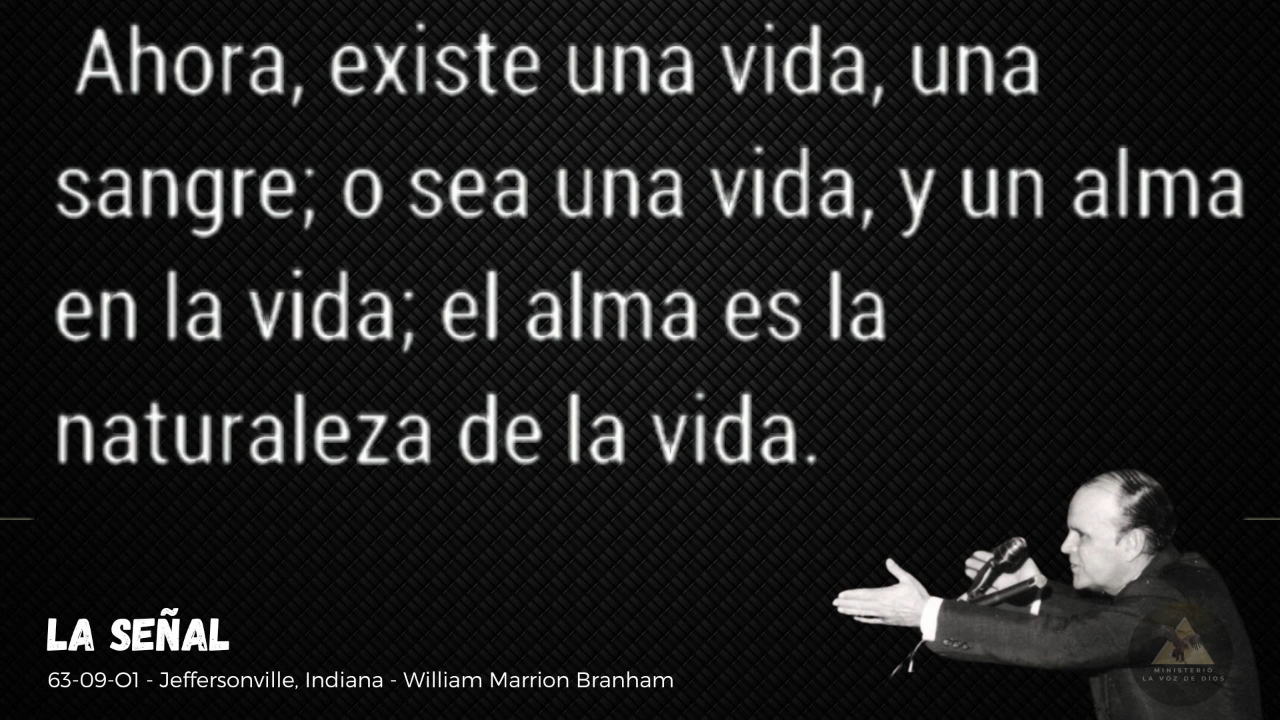 Ahora, existe una vida, una
sangre; o sea una vida, y un alma
en la vida; el alma es la
naturaleza de la vida.
LA SEÑAL
63-09-O1 - Jeffersonville, Indiana - William Marrion Branham
MINISTERIO
LA VOZ DE DIOS